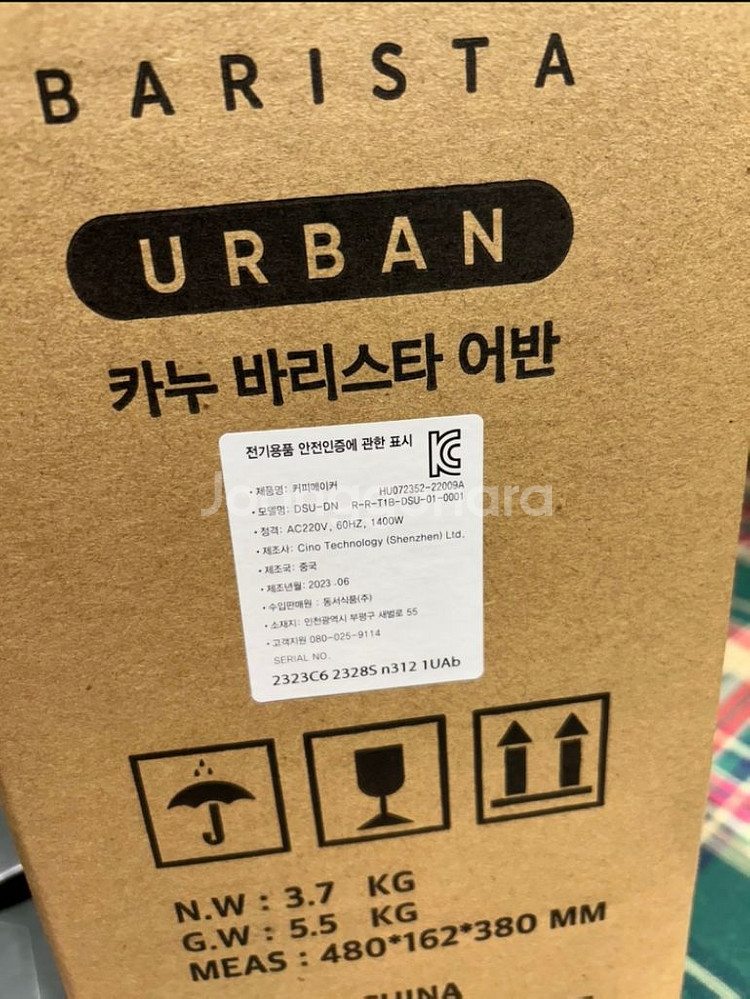 BARISTA
URBAN
카누 바리스타 어반
전기용품 안전인증에 관한 표시
• 제품명: 커피메이커 HU072352-22009A
• 모델명: DSU-DN R-R-T1B-DSU-01-0001
• 정격: AC220V, 60HZ, 1400W
• 제조사: Cino Technology (Shenzhen) Ltd.
• 제조국: 중국
• 제조년월: 2023.06
• 수입판매원 : 동서식품(주)
• 소재지: 인천광역시 부평구 새벌로 55
• 고객지원 080-025-9114
SERIAL NO.
2323C6 2328S n312 1UAb
N.W : 3.7 KG
G.W : 5.5 KG
MEAS : 480*162*380 MM
CHINA
Joonggonara